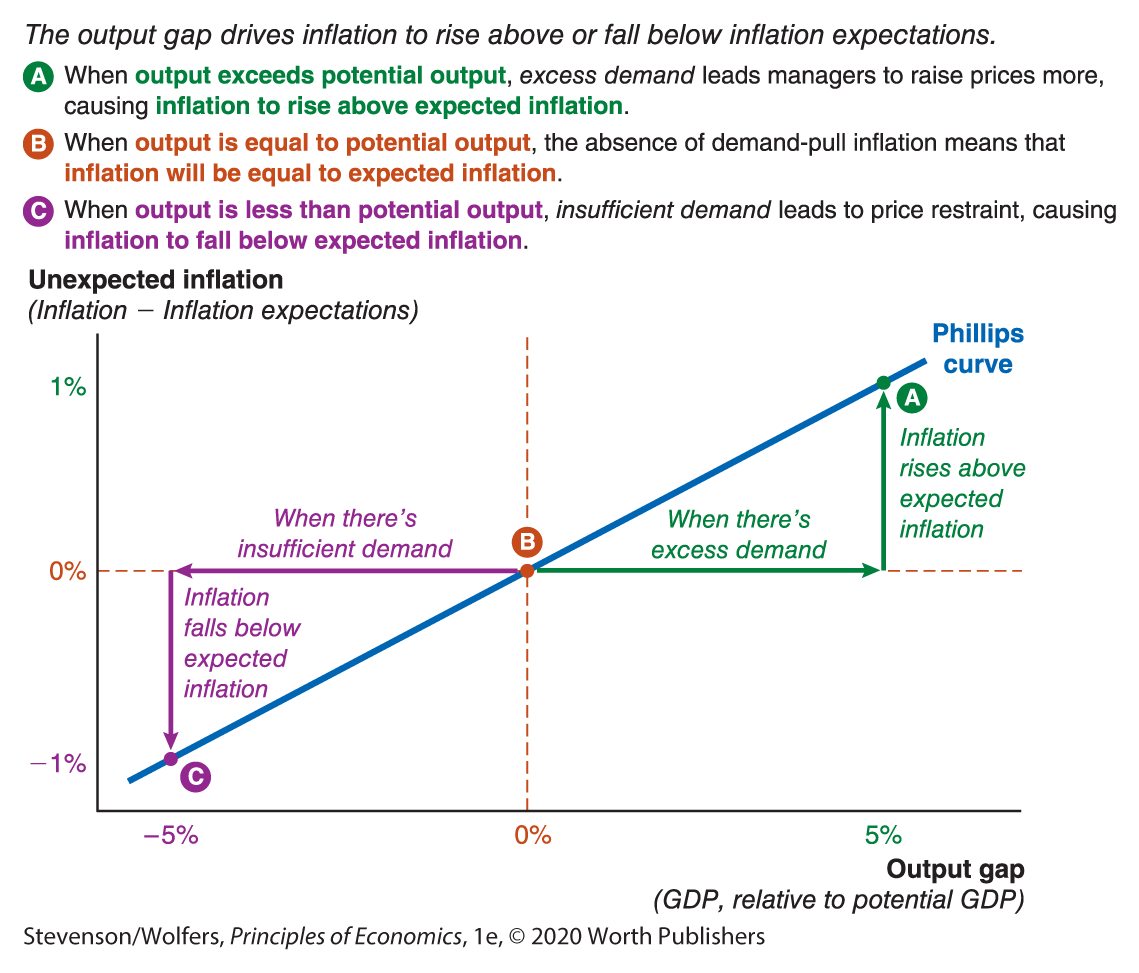 The output gap drives inflation to rise above or fall below inflation expectations.
A When output exceeds potential output, excess demand leads managers to raise prices more,
causing inflation to rise above expected inflation.
B When output is equal to potential output, the absence of demand-pull inflation means that
inflation will be equal to expected inflation.
C When output is less than potential output, insufficient demand leads to price restraint, causing
inflation to fall below expected inflation.
Unexpected inflation
(Inflation − Inflation expectations)
Phillips
curve
1%
A
Inflation
rises above
expected
inflation
When there's
insufficient demand
B
When there's
excess demand
0%
Inflation
falls below
expected
inflation
−1%
C
−5%
0%
5%
Output gap
(GDP, relative to potential GDP)
Stevenson/Wolfers, Principles of Economics, 1e, © 2020 Worth Publishers